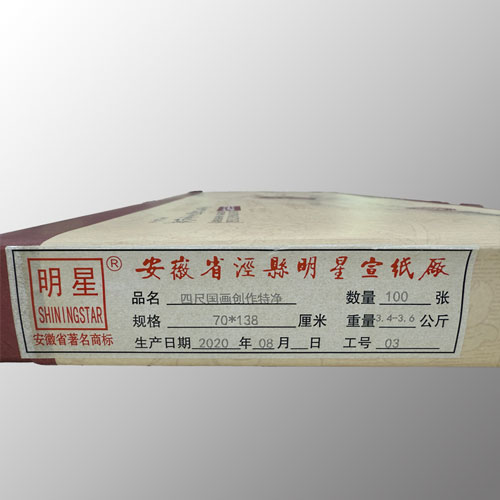 明星
SHININGSTAR
®
安徽省著名商标
安徽省涇縣明星宣纸廠
品名 四尺国画创作特净 数量 100 张
规格 70*138 厘米 重量 3.4-3.6 公斤
生产日期 2020 年 08 月 日 工号 03